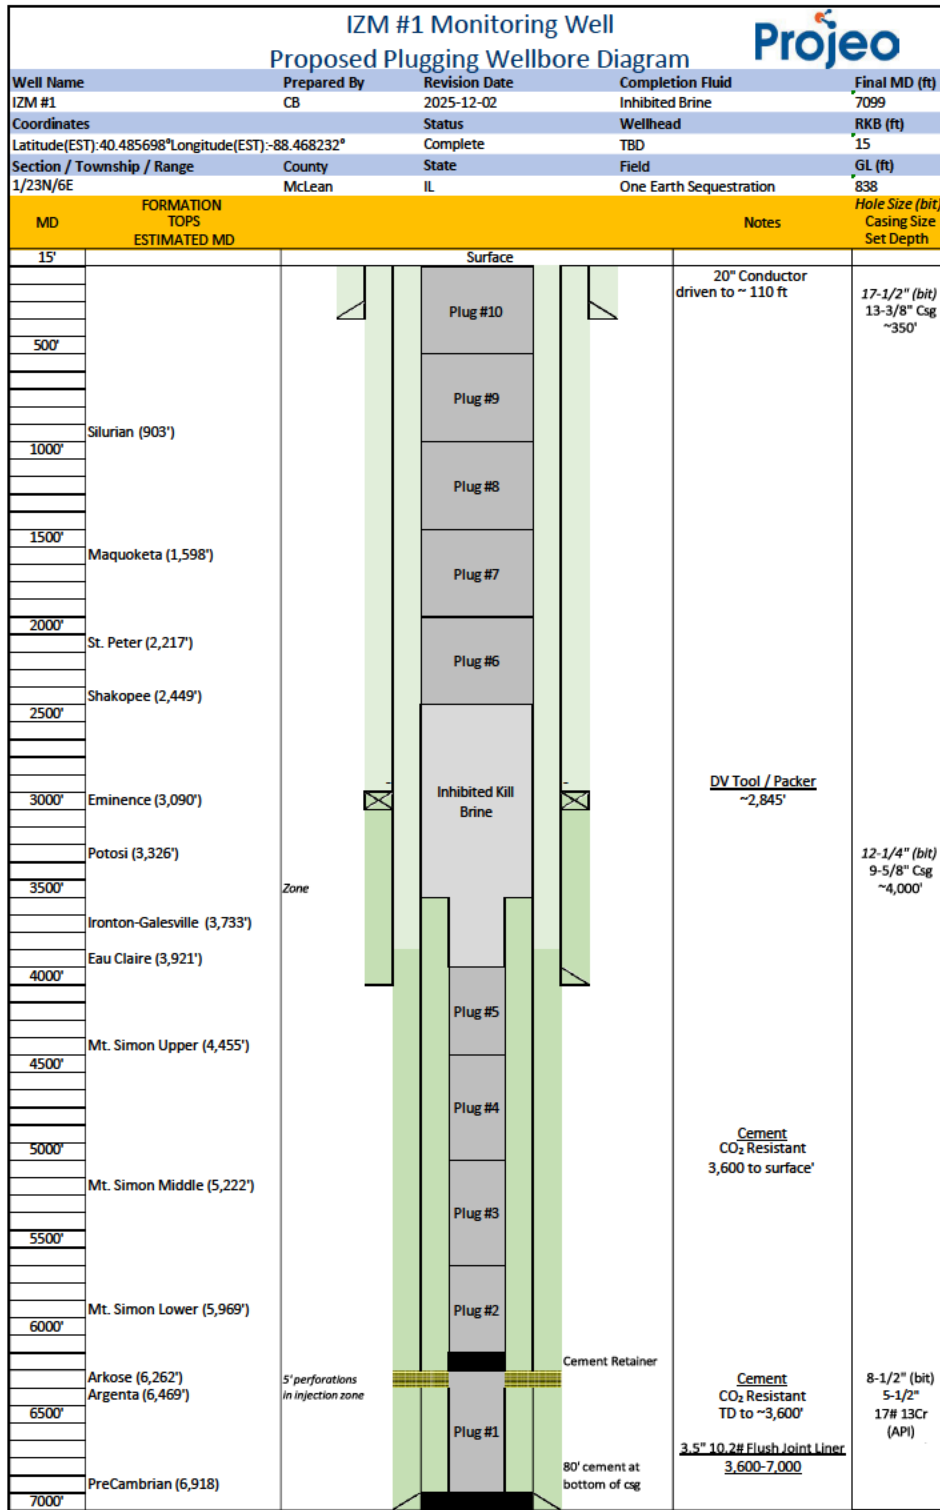 IZM #1 Monitoring Well
Proposed Plugging Wellbore Diagram
Projeo
Well Name Prepared By Revision Date Completion Fluid Final MD (ft)
IZM #1 CB 2025-12-02 Inhibited Brine 7099
Coordinates Status Wellhead RKB (ft)
Latitude(EST):40.485698°Longitude(EST):-88.468232° Complete TBD 15
Section / Township / Range County State Field GL (ft)
1/23N/6E McLean IL One Earth Sequestration 838
MD
FORMATION
TOPS
ESTIMATED MD
Notes
Hole Size (bit)
Casing Size
Set Depth
15' Surface
20" Conductor
driven to ~ 110 ft
17-1/2" (bit)
13-3/8" Csg
~350'
Plug #10
500'
Plug #9
Silurian (903')
1000'
Plug #8
1500'
Maquoketa (1,598')
Plug #7
2000'
St. Peter (2,217')
Plug #6
Shakopee (2,449')
2500'
DV Tool / Packer
~2,845'
Inhibited Kill
Brine
3000'
Eminence (3,090')
Potosi (3,326')
12-1/4" (bit)
9-5/8" Csg
~4,000'
3500'
Zone
Ironton-Galesville (3,733')
Eau Claire (3,921')
4000'
Plug #5
Mt. Simon Upper (4,455')
4500'
Plug #4
Cement
CO₂ Resistant
3,600 to surface'
5000'
Mt. Simon Middle (5,222')
Plug #3
5500'
Mt. Simon Lower (5,969')
Plug #2
6000'
Cement Retainer
Arkose (6,262')
Argenta (6,469')
5' perforations
in injection zone
Cement
CO₂ Resistant
TD to ~3,600'
8-1/2" (bit)
5-1/2"
17# 13Cr
(API)
6500'
Plug #1
3.5" 10.2# Flush Joint Liner
3,600-7,000
80' cement at
bottom of csg
PreCambrian (6,918')
7000'